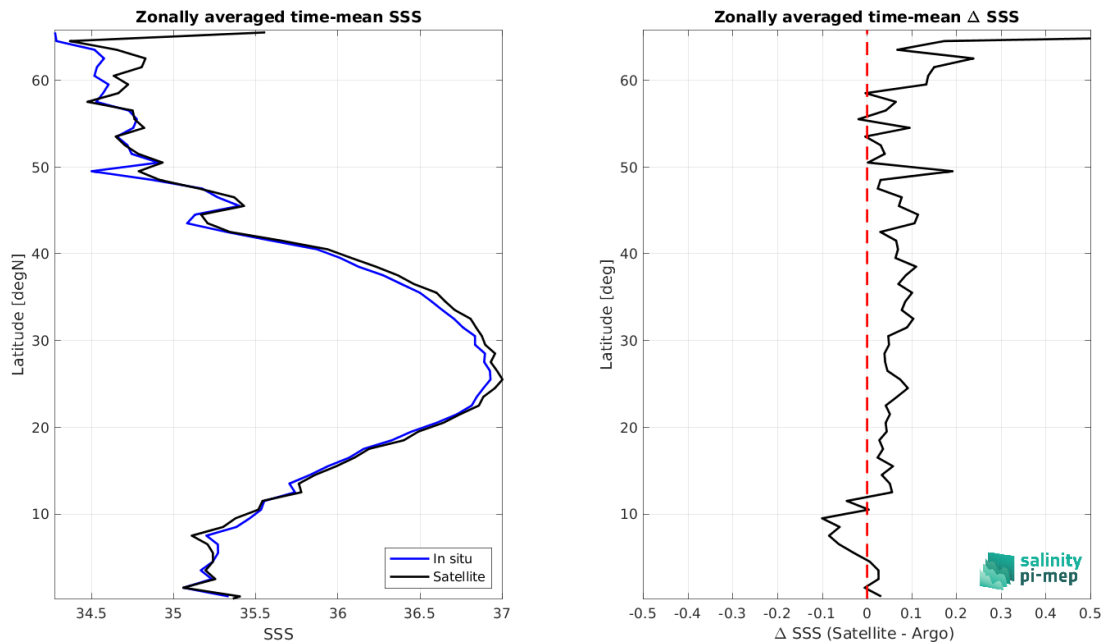 Zonally averaged time-mean SSS
Latitude [degN]
60
50
40
30
20
10
34.5 35 35.5 36 36.5 37
SSS
In situ
Satellite
Zonally averaged time-mean Δ SSS
Latitude [deg]
60
50
40
30
20
10
-0.5 -0.4 -0.3 -0.2 -0.1 0 0.1 0.2 0.3 0.4 0.5
Δ SSS (Satellite - Argo)
salinity
pi-mep